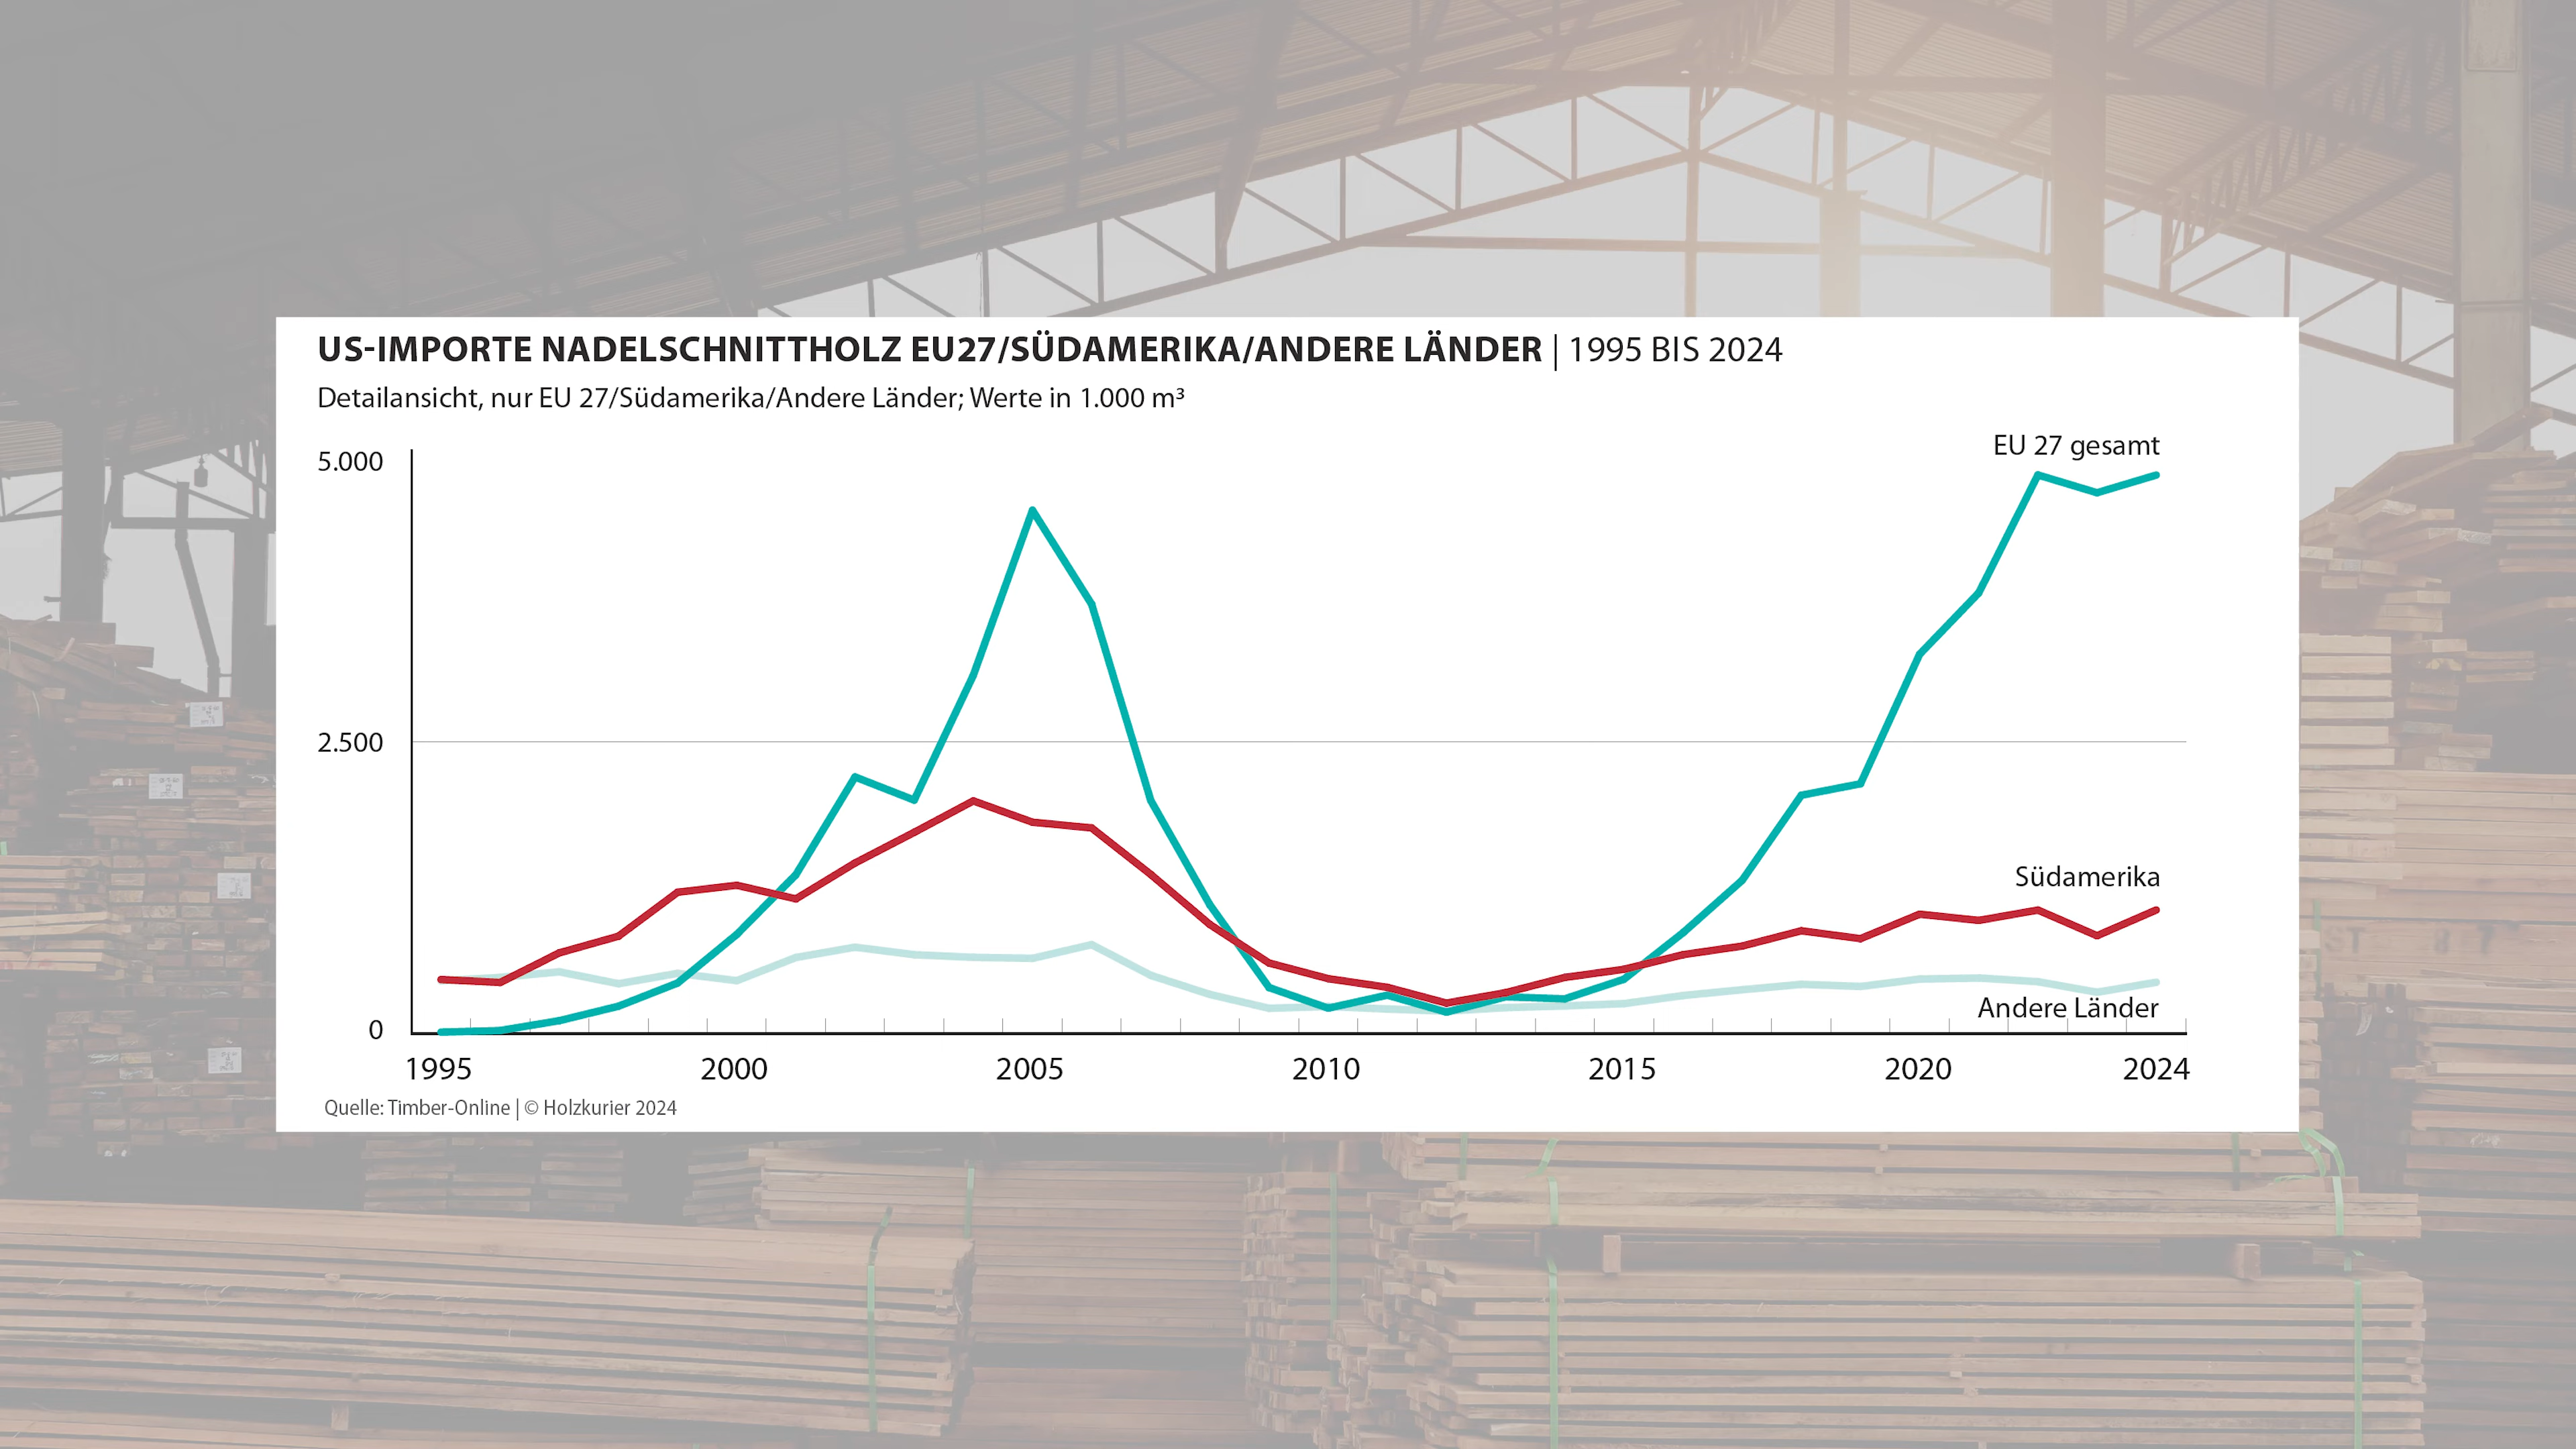 US-IMPORTE NADELSCHNITTHOLZ EU27/SÜDAMERIKA/ANDERE LÄNDER | 1995 BIS 2024
Detailansicht, nur EU 27/Südamerika/Andere Länder; Werte in 1.000 m³
5.000
EU 27 gesamt
2.500
Südamerika
Andere Länder
0
1995 2000 2005 2010 2015 2020 2024
Quelle: Timber-Online | © Holzkurier 2024